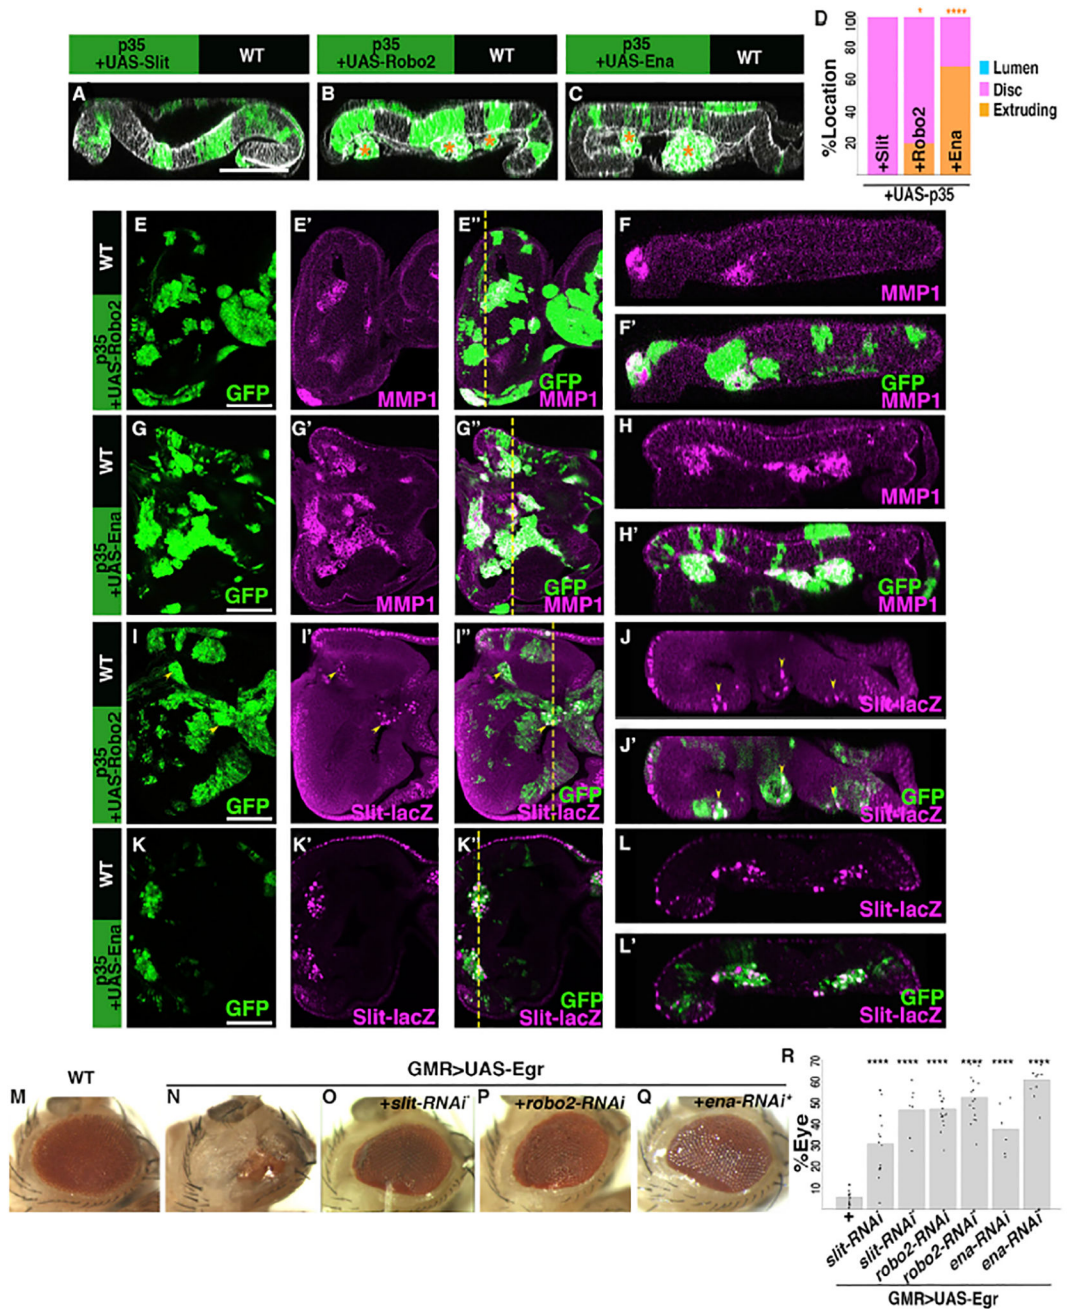 p35
+UAS-Slit
WT
p35
+UAS-Robo2
WT
p35
+UAS-Ena
WT
A
B
C
D
* ****
%Location
100
80
60
40
20
+Slit
+Robo2
+Ena
+UAS-p35
Lumen
Disc
Extruding
WT
p35
+UAS-Robo2
E
GFP
E'
MMP1
E''
GFP
MMP1
F
MMP1
F'
GFP
MMP1
WT
p35
+UAS-Ena
G
GFP
G'
MMP1
G''
GFP
MMP1
H
MMP1
H'
GFP
MMP1
WT
p35
+UAS-Robo2
I
GFP
I'
Slit-lacZ
I''
GFP
Slit-lacZ
J
Slit-lacZ
J'
GFP
Slit-lacZ
WT
p35
+UAS-Ena
K
GFP
K'
Slit-lacZ
K''
GFP
Slit-lacZ
L
Slit-lacZ
L'
GFP
Slit-lacZ
WT
GMR>UAS-Egr
M
N
O
+slit-RNAi*
P
+robo2-RNAi
Q
+ena-RNAi*
R
%Eye
70
60
50
40
30
20
10
**** **** **** **** **** ****
+
slit-RNAi
slit-RNAi*
robo2-RNAi
robo2-RNAi*
ena-RNAi
ena-RNAi*
GMR>UAS-Egr